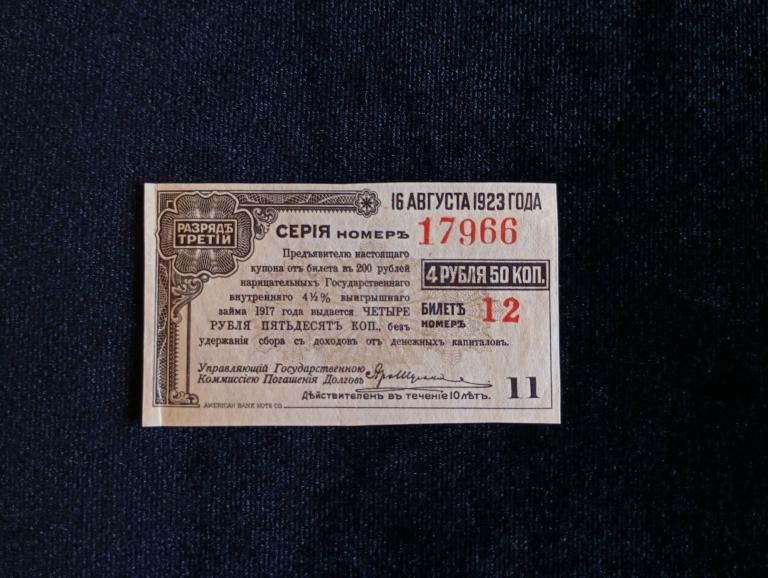 16 АВГУСТА 1923 ГОДА
РАЗРЯДЪ
ТРЕТІЙ
СЕРІЯ НОМЕРЪ 17966
Предъявителю настоящаго
купона отъ билета въ 200 рублей
нарицательныхъ Государственнаго
внутренняго 4½% выигрышнаго
займа 1917 года выдается ЧЕТЫРЕ
РУБЛЯ ПЯТЬДЕСЯТЪ КОП., безъ
удержанія сбора съ доходовъ отъ денежныхъ капиталовъ.
4 РУБЛЯ 50 КОП.
БИЛЕТЪ
НОМЕРЪ 12
Управляющій Государственною
Коммиссіею Погашенія Долговъ
Дѣйствителенъ въ теченіе 10 лѣтъ.
11
AMERICAN BANK NOTE CO.